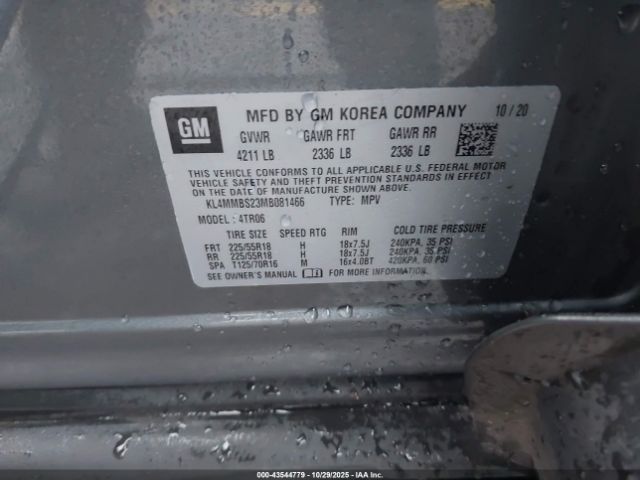 GM
MFD BY GM KOREA COMPANY 10/20
GVWR GAWR FRT GAWR RR
4211 LB 2336 LB 2336 LB
THIS VEHICLE CONFORMS TO ALL APPLICABLE U.S. FEDERAL MOTOR
VEHICLE SAFETY AND THEFT PREVENTION STANDARDS IN EFFECT ON
THE DATE OF MANUFACTURE SHOWN ABOVE.
KL4MMBS23MB081466 TYPE: MPV
MODEL: 4TR06
TIRE SIZE SPEED RTG RIM COLD TIRE PRESSURE
FRT 225/55R18 H 18x7.5J 240KPA, 35 PSI
RR 225/55R18 H 18x7.5J 240KPA, 35 PSI
SPA T125/70R16 M 16x4.0BT 420KPA, 60 PSI
SEE OWNER'S MANUAL FOR MORE INFORMATION.
000-43544779 - 10/29/2025 - IAAI.com